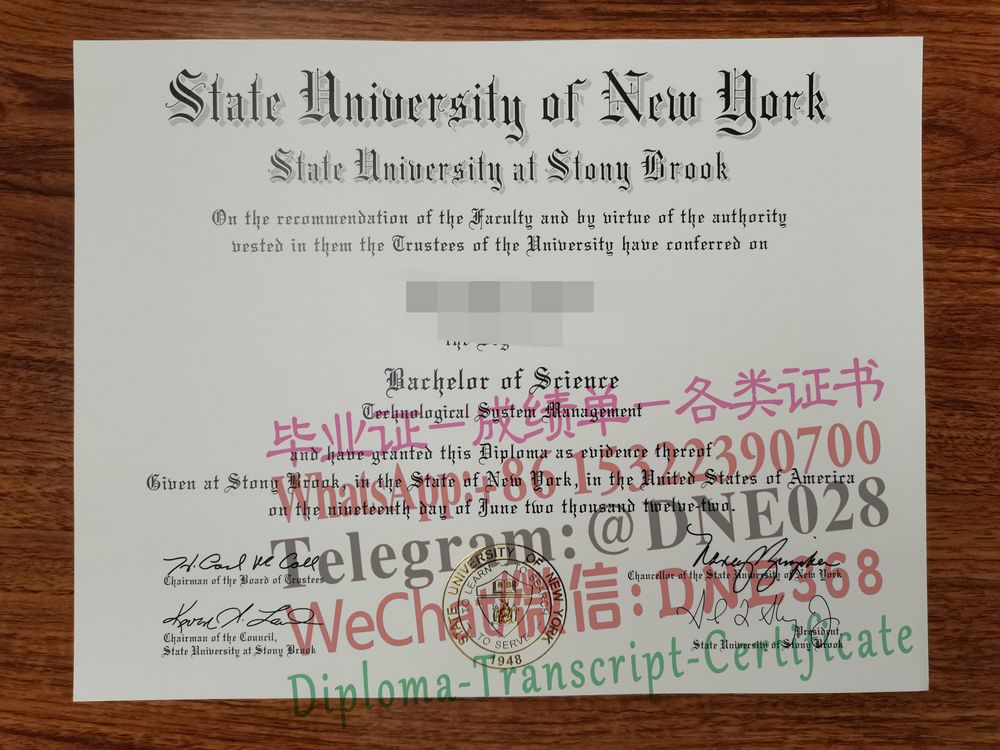 State University of New York
State University at Stony Brook
On the recommendation of the Faculty and by virtue of the authority
vested in them the Trustees of the University have conferred on
Bachelor of Science
Technological System Management
毕业证—成绩单—各类证书
and have granted this Diploma as evidence thereof
WhatsApp:+86 15322390700
Given at Stony Brook, in the State of New York, in the United States of America
on the nineteenth day of June two thousand twelve-two.
Telegram:@DNE028
Chairman of the Board of Trustees
Chancellor of the State University of New York
WeChat微信:DNE368
STATE UNIVERSITY OF NEW YORK
TO LEARN TO SEARCH
TO SERVE
1948
Chairman of the Council,
State University at Stony Brook
President,
State University of Stony Brook
Diploma-Transcript-Certificate